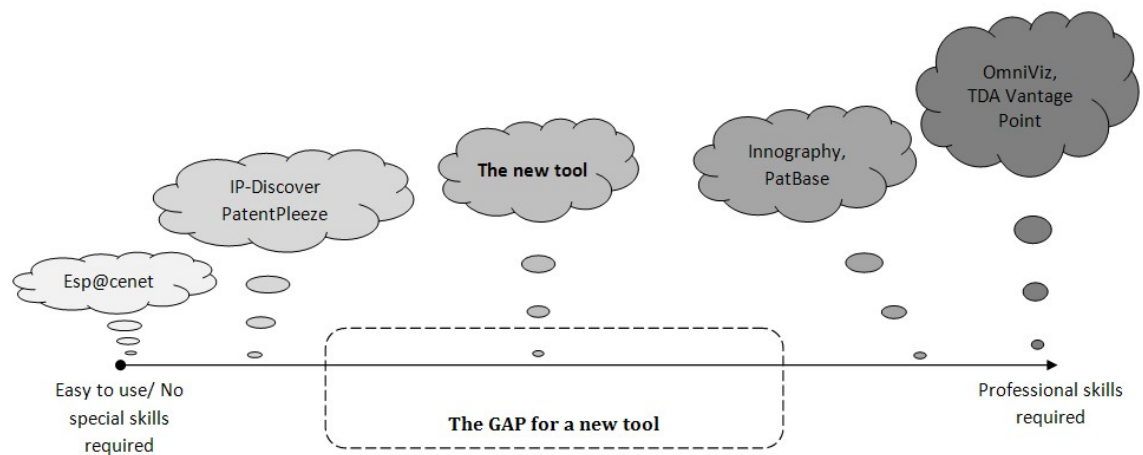 OmniViz,
TDA Vantage
Point
Innography,
PatBase
The new tool
IP-Discover
PatentPleeze
Esp@cenet
Easy to use/ No
special skills
required
The GAP for a new tool
Professional skills
required